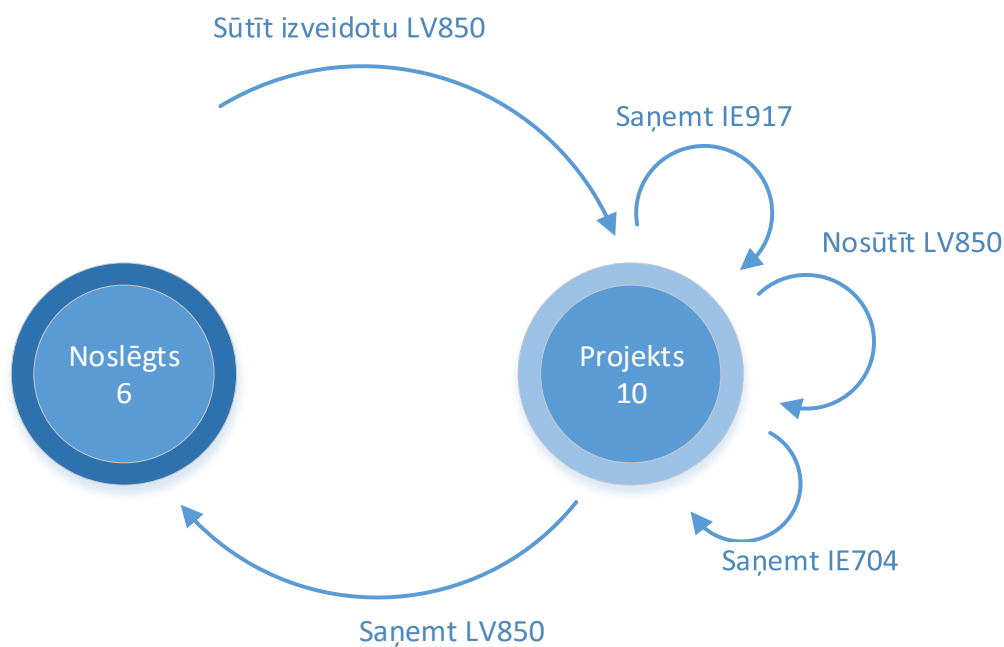 Sūtīt izveidotu LV850
Saņemt IE917
Nosūtīt LV850
Noslēgts
6
Projekts
10
Saņemt IE704
Saņemt LV850